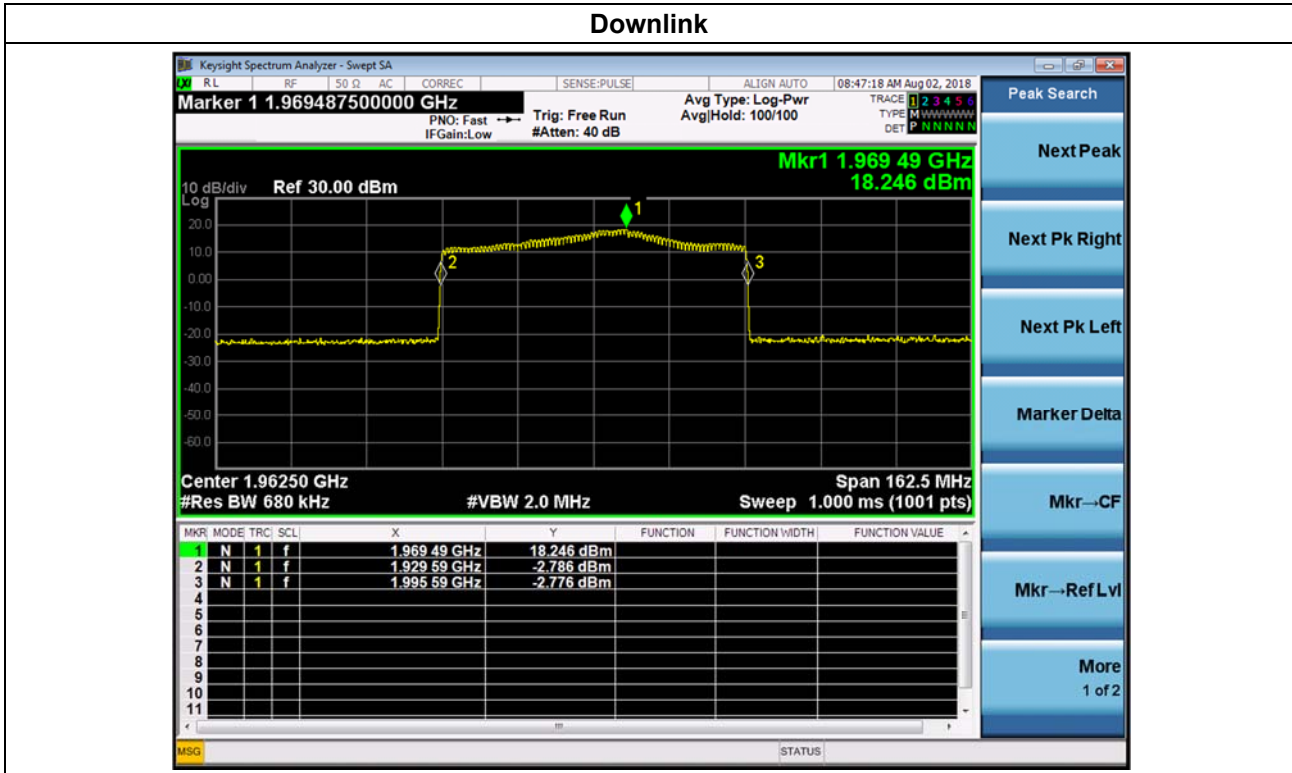 Downlink
Keysight Spectrum Analyzer - Swept SA
LXI RL RF 50 Ω AC CORREC SENSE:PULSE ALIGN AUTO 08:47:18 AM Aug 02, 2018
Marker 1 1.969487500000 GHz
PNO: Fast
IFGain:Low
Trig: Free Run
#Atten: 40 dB
Avg Type: Log-Pwr
Avg|Hold: 100/100
TRACE 1 2 3 4 5 6
TYPE M WWWWW
DET P N N N N N
Mkr1 1.969 49 GHz
18.246 dBm
10 dB/div Ref 30.00 dBm
Log
20.0
10.0
0.00
-10.0
-20.0
-30.0
-40.0
-50.0
-60.0
1
2
3
Center 1.96250 GHz Span 162.5 MHz
#Res BW 680 kHz #VBW 2.0 MHz Sweep 1.000 ms (1001 pts)
MKR MODE TRC SCL X Y FUNCTION FUNCTION WIDTH FUNCTION VALUE
1 N 1 f 1.969 49 GHz 18.246 dBm
2 N 1 f 1.929 59 GHz -2.786 dBm
3 N 1 f 1.995 59 GHz -2.776 dBm
4
5
6
7
8
9
10
11
MSG STATUS
Peak Search
Next Peak
Next Pk Right
Next Pk Left
Marker Delta
Mkr→CF
Mkr→Ref Lvl
More
1 of 2